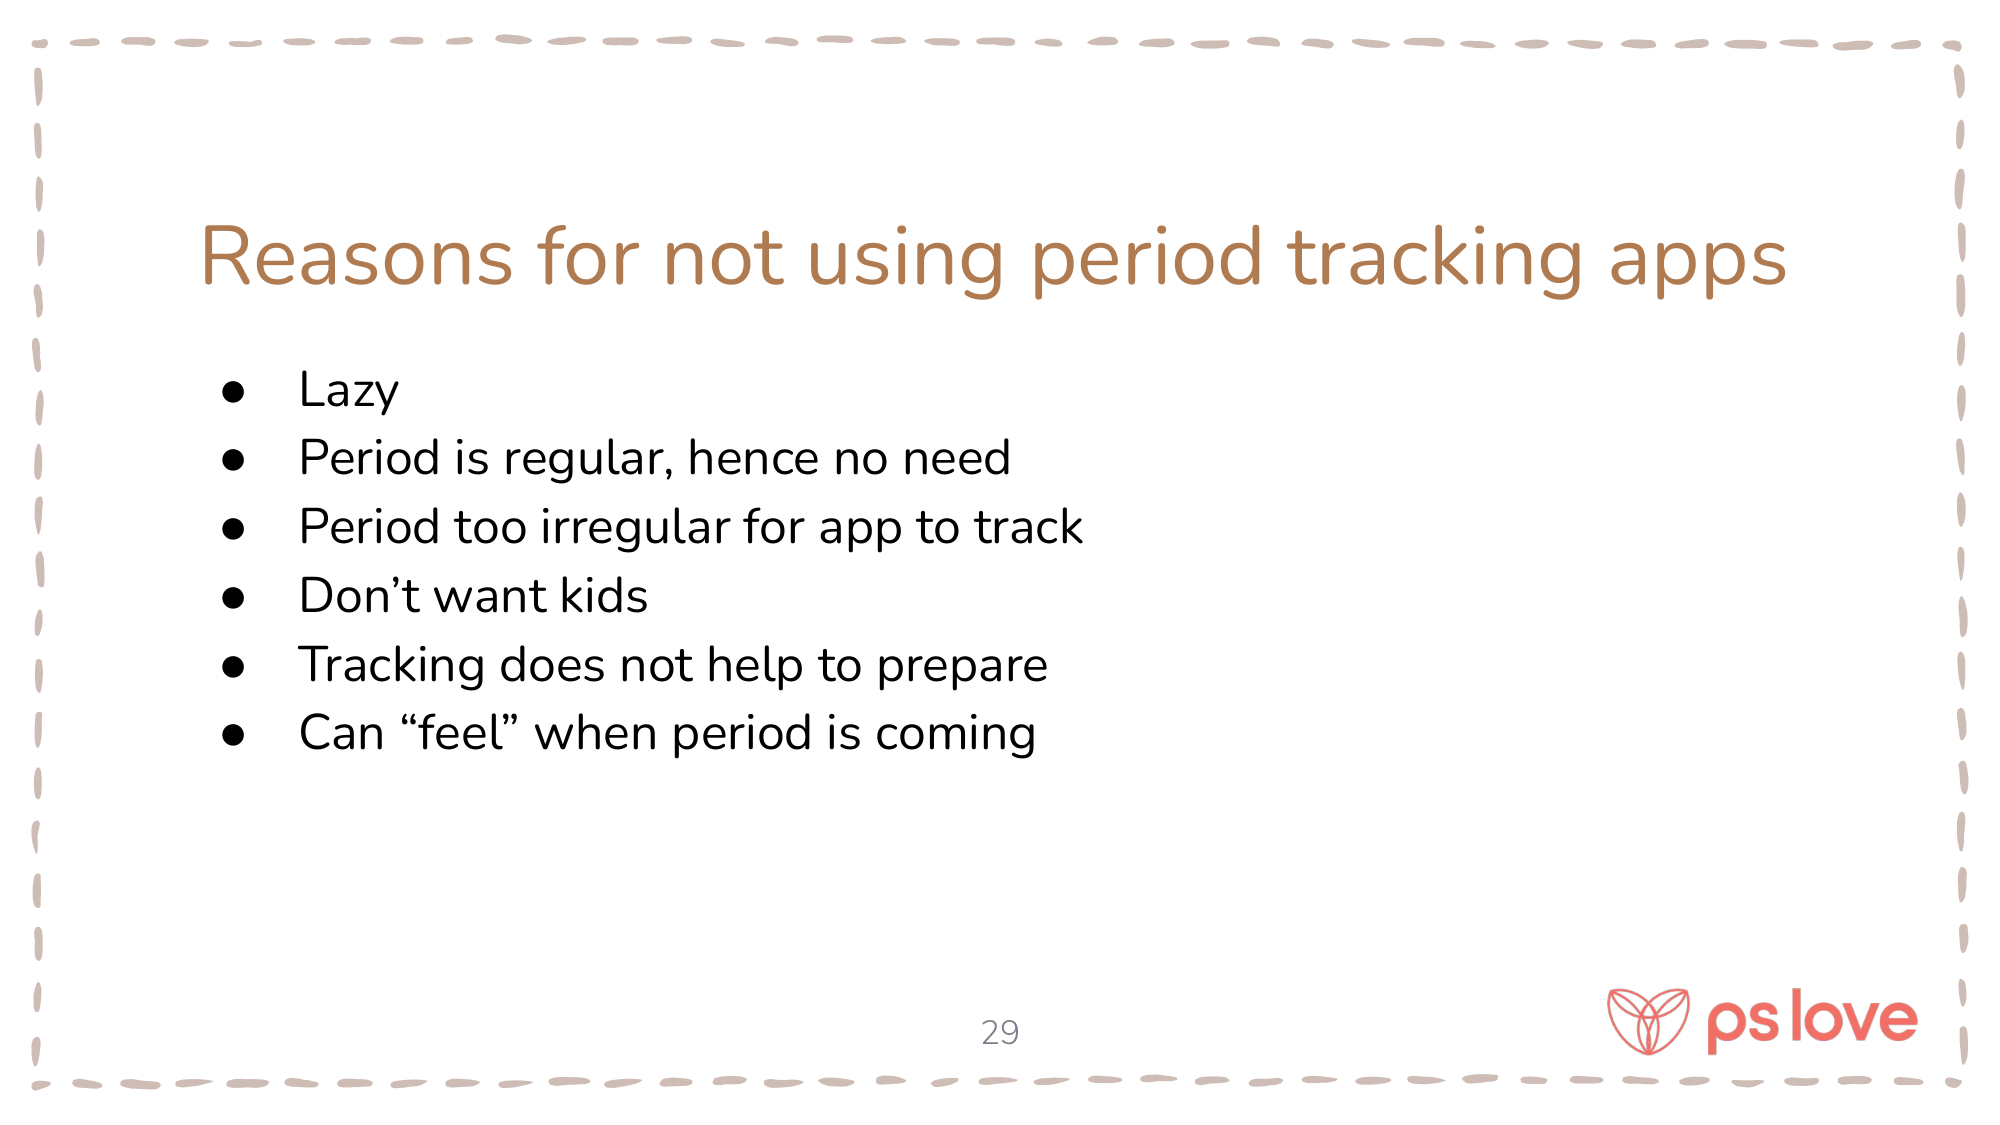 Reasons for not using period tracking apps
● Lazy
● Period is regular, hence no need
● Period too irregular for app to track
● Don’t want kids
● Tracking does not help to prepare
● Can “feel” when period is coming
29
ps love